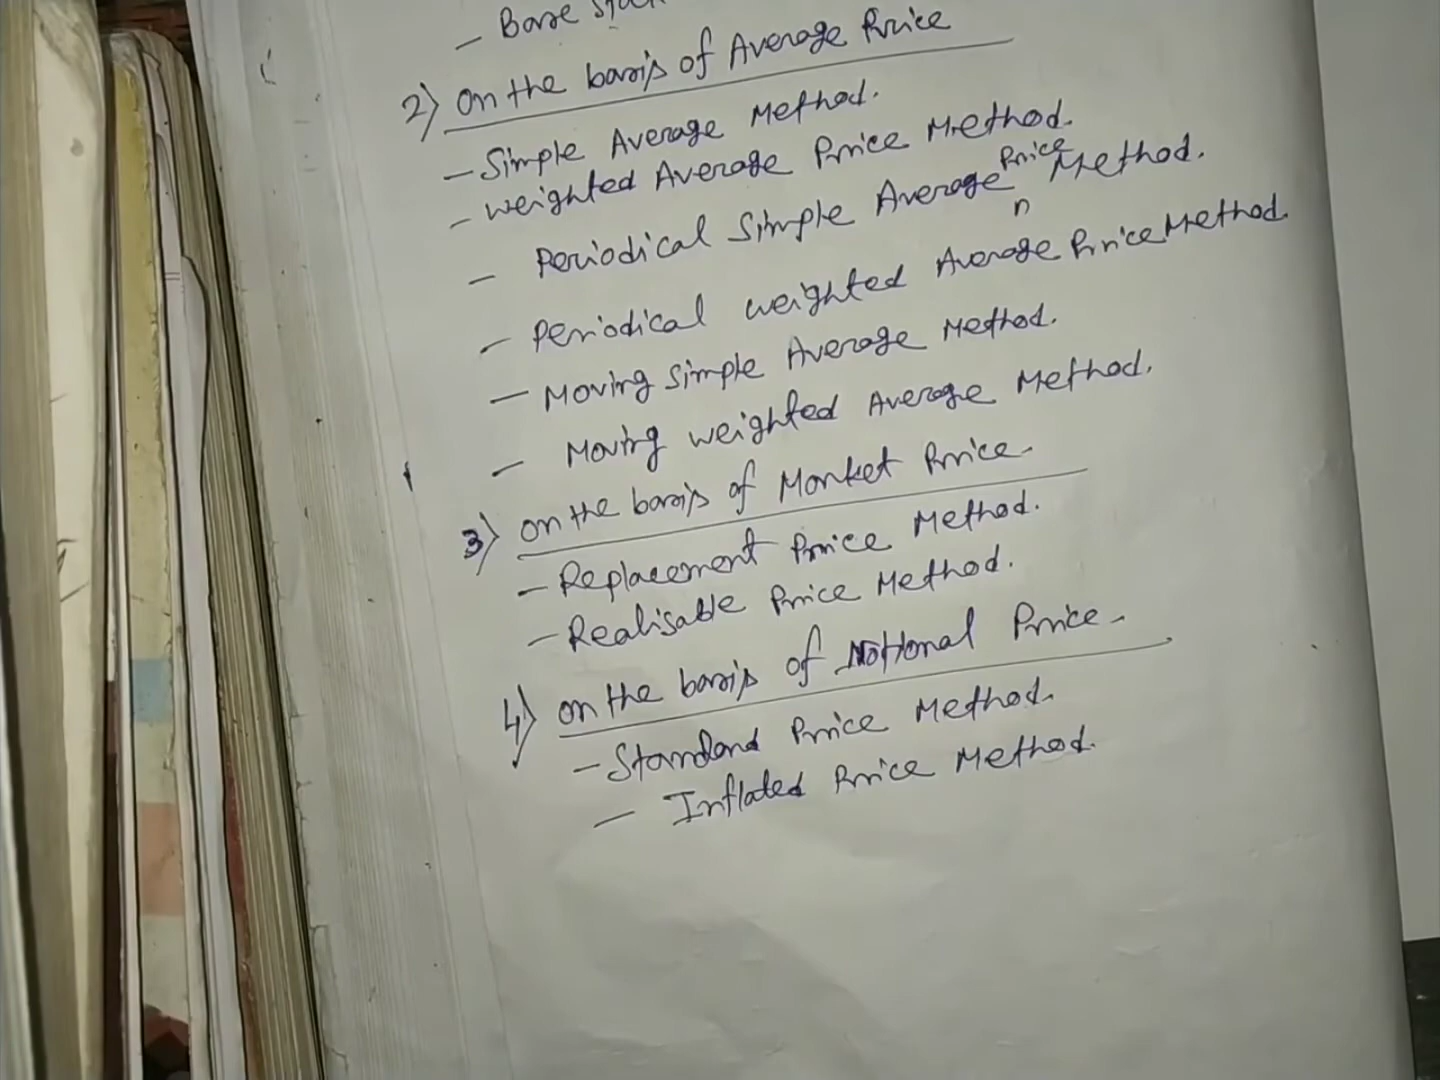 - Base Stock
2) On the basis of Average Price
- Simple Average Method.
- Weighted Average Price Method.
- Periodical Simple Average Price Method.
- Periodical weighted Average Price Method.
- Moving Simple Average Method.
- Moving weighted Average Method.
3) On the basis of Market Price.
- Replacement Price Method.
- Realisable Price Method.
4) On the basis of Notional Price.
- Standard Price Method.
- Inflated Price Method.